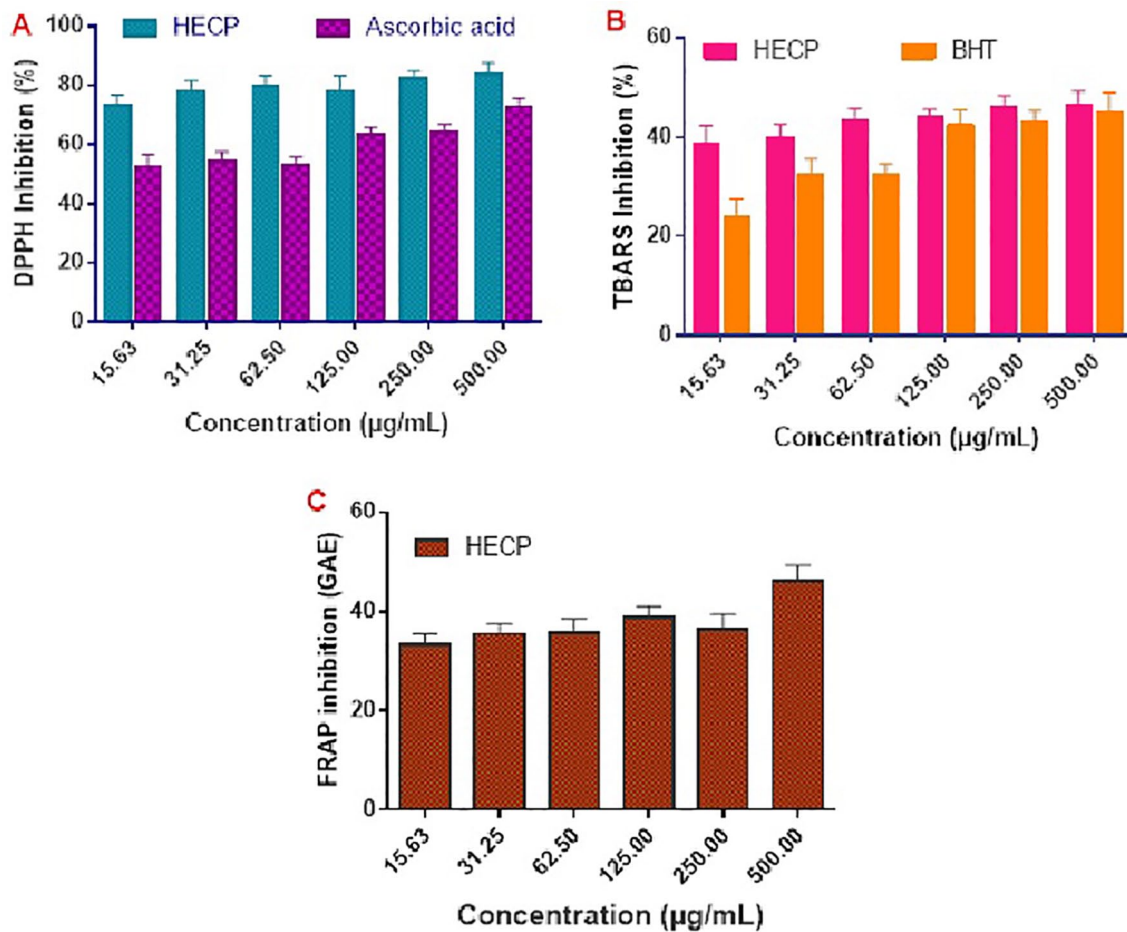 A
HECP
Ascorbic acid
DPPH Inhibition (%)
100
80
60
40
20
0
15.63
31.25
62.50
125.00
250.00
500.00
Concentration (µg/mL)
B
HECP
BHT
TBARS Inhibition (%)
60
40
20
0
15.63
31.25
62.50
125.00
250.00
500.00
Concentration (µg/mL)
C
HECP
FRAP inhibition (GAE)
60
40
20
0
15.63
31.25
62.50
125.00
250.00
500.00
Concentration (µg/mL)